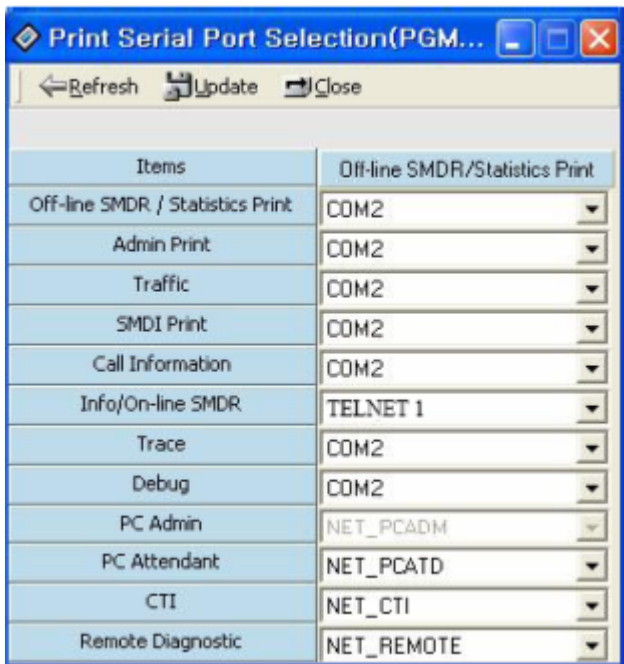 Print Serial Port Selection(PGM...
Refresh Update Close
Items Off-line SMDR/Statistics Print
Off-line SMDR / Statistics Print COM2
Admin Print COM2
Traffic COM2
SMDI Print COM2
Call Information COM2
Info/On-line SMDR TELNET 1
Trace COM2
Debug COM2
PC Admin NET_PCADM
PC Attendant NET_PCATD
CTI NET_CTI
Remote Diagnostic NET_REMOTE